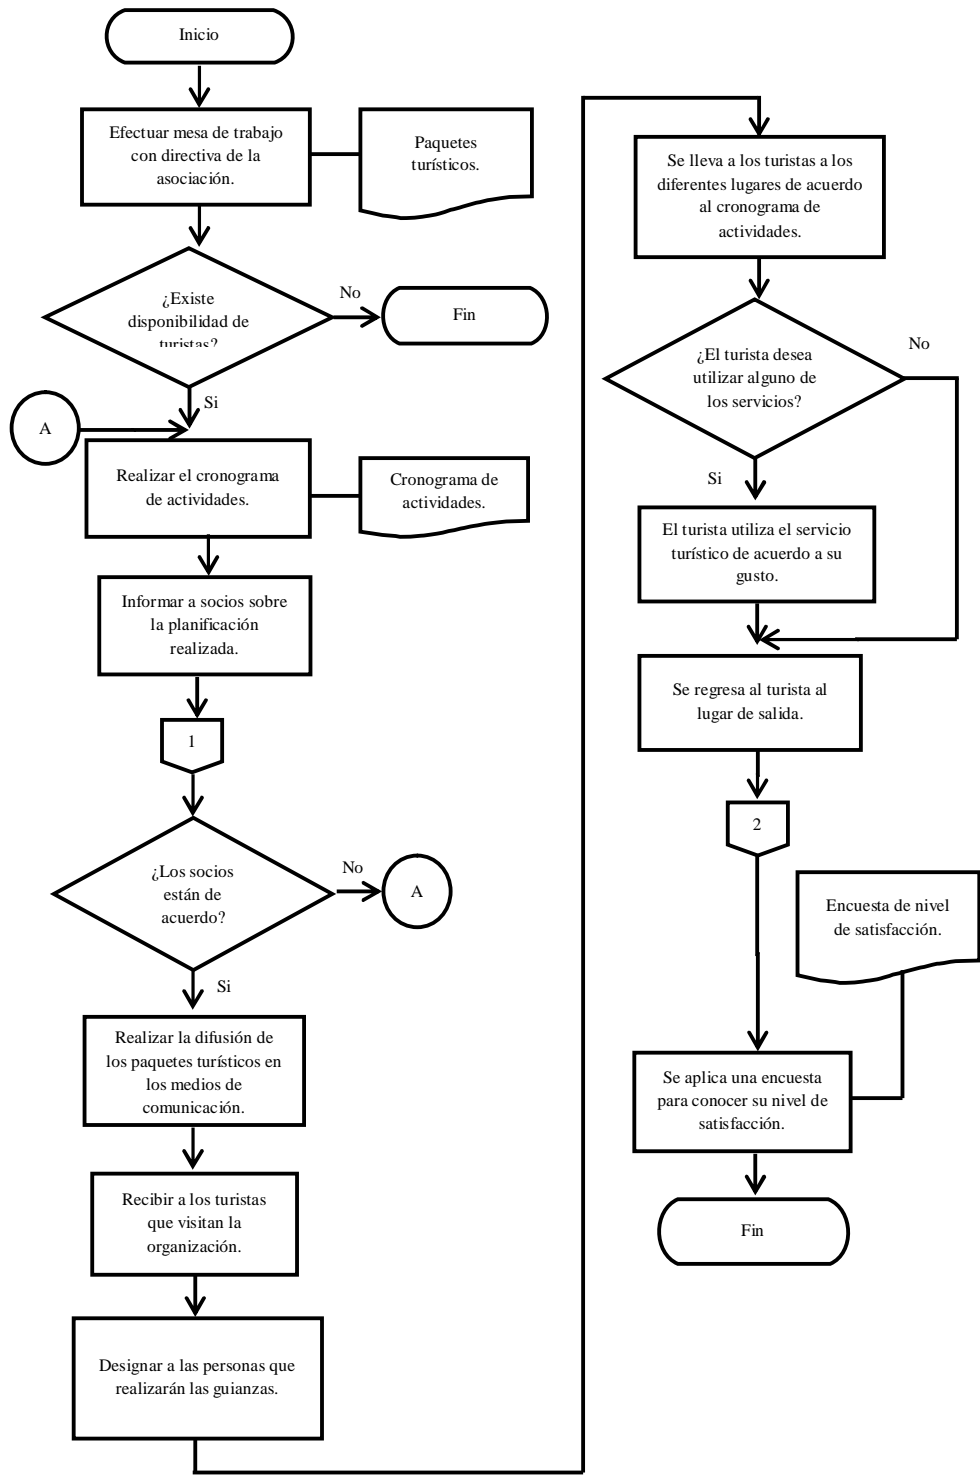 Inicio
Efectuar mesa de trabajo
con directiva de la
asociación.
Paquetes
turísticos.
¿Existe
disponibilidad de
turistas?
No
Fin
Si
A
Realizar el cronograma
de actividades.
Cronograma de
actividades.
Informar a socios sobre
la planificación
realizada.
1
¿Los socios
están de
acuerdo?
No
A
Si
Realizar la difusión de
los paquetes turísticos en
los medios de
comunicación.
Recibir a los turistas
que visitan la
organización.
Designar a las personas que
realizarán las guianzas.
Se lleva a los turistas a los
diferentes lugares de acuerdo
al cronograma de
actividades.
¿El turista desea
utilizar alguno de
los servicios?
No
Si
El turista utiliza el servicio
turístico de acuerdo a su
gusto.
Se regresa al turista al
lugar de salida.
2
Encuesta de nivel
de satisfacción.
Se aplica una encuesta
para conocer su nivel de
satisfacción.
Fin